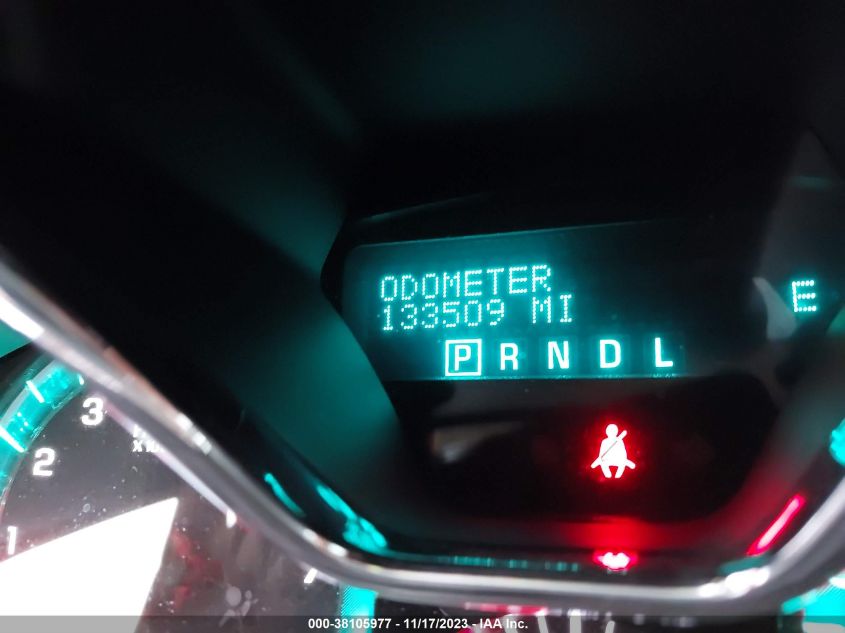 ODOMETER
133509 MI
P R N D L
E
3
2
1
000-38105977 - 11/17/2023 - IAA Inc.